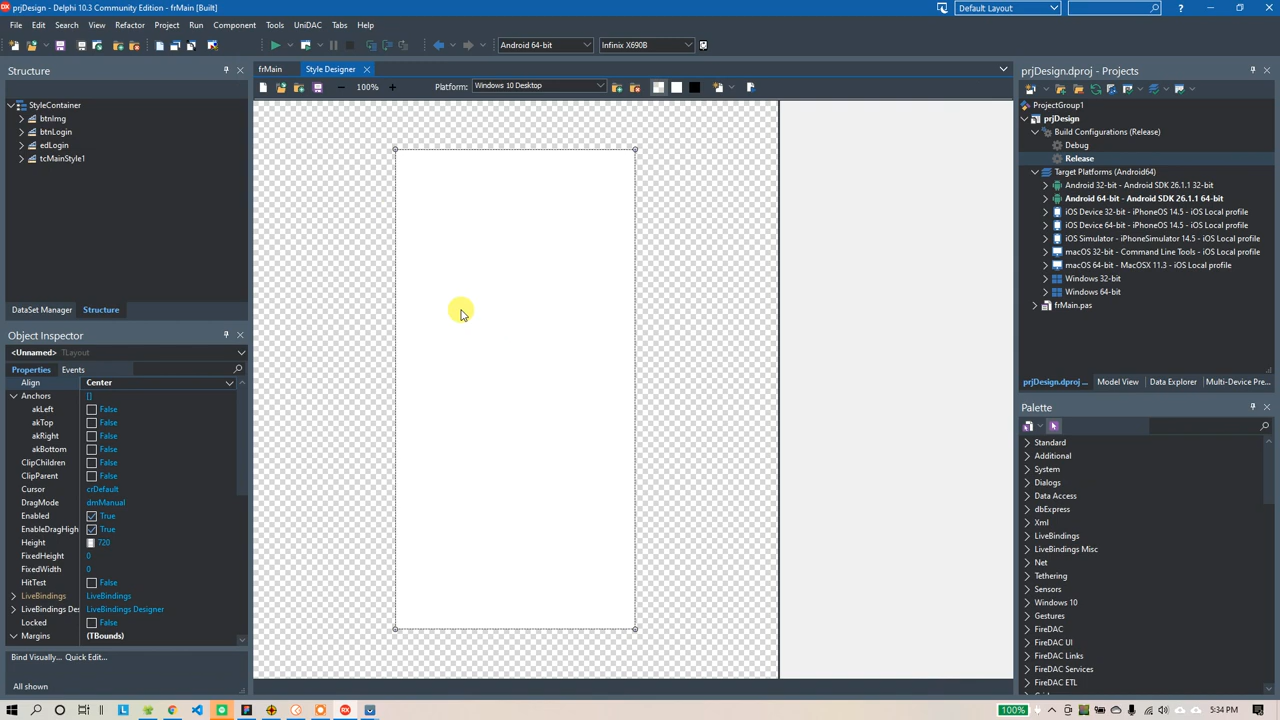 prjDesign - Delphi 10.3 Community Edition - frMain [Built]
Default Layout
File Edit Search View Refactor Project Run Component Tools UniDAC Tabs Help
Android 64-bit
Infinix X690B
Structure
StyleContainer
btnImg
btnLogin
edLogin
tcMainStyle1
DataSet Manager Structure
Object Inspector
<Unnamed> TLayout
Properties Events
Align Center
Anchors []
akLeft False
akTop False
akRight False
akBottom False
ClipChildren False
ClipParent False
Cursor crDefault
DragMode dmManual
Enabled True
EnableDragHigh True
Height 720
FixedHeight 0
FixedWidth 0
HitTest False
LiveBindings LiveBindings
LiveBindings Des LiveBindings Designer
Locked False
Margins (TBounds)
Bind Visually... Quick Edit...
All shown
frMain Style Designer
100% Platform: Windows 10 Desktop
prjDesign.dproj - Projects
ProjectGroup1
prjDesign
Build Configurations (Release)
Debug
Release
Target Platforms (Android64)
Android 32-bit - Android SDK 26.1.1 32-bit
Android 64-bit - Android SDK 26.1.1 64-bit
iOS Device 32-bit - iPhoneOS 14.5 - iOS Local profile
iOS Device 64-bit - iPhoneOS 14.5 - iOS Local profile
iOS Simulator - iPhoneSimulator 14.5 - iOS Local profile
macOS 32-bit - Command Line Tools - iOS Local profile
macOS 64-bit - MacOSX 11.3 - iOS Local profile
Windows 32-bit
Windows 64-bit
frMain.pas
prjDesign.dproj ... Model View Data Explorer Multi-Device Pre...
Palette
Standard
Additional
System
Dialogs
Data Access
dbExpress
Xml
LiveBindings
LiveBindings Misc
Net
Tethering
Sensors
Windows 10
Gestures
FireDAC
FireDAC UI
FireDAC Links
FireDAC Services
FireDAC ETL
100% 5:34 PM